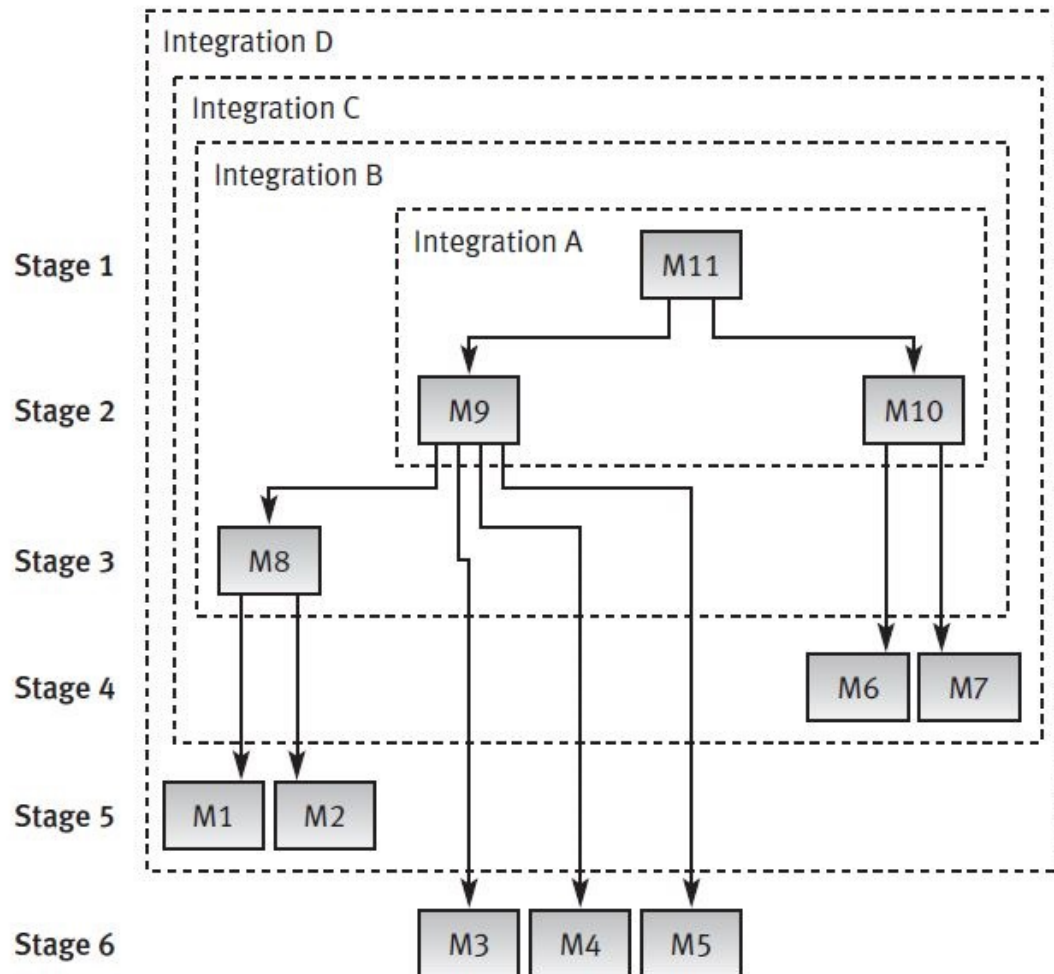 Integration D
Integration C
Integration B
Integration A
Stage 1
M11
Stage 2
M9
M10
Stage 3
M8
Stage 4
M6
M7
Stage 5
M1
M2
Stage 6
M3
M4
M5